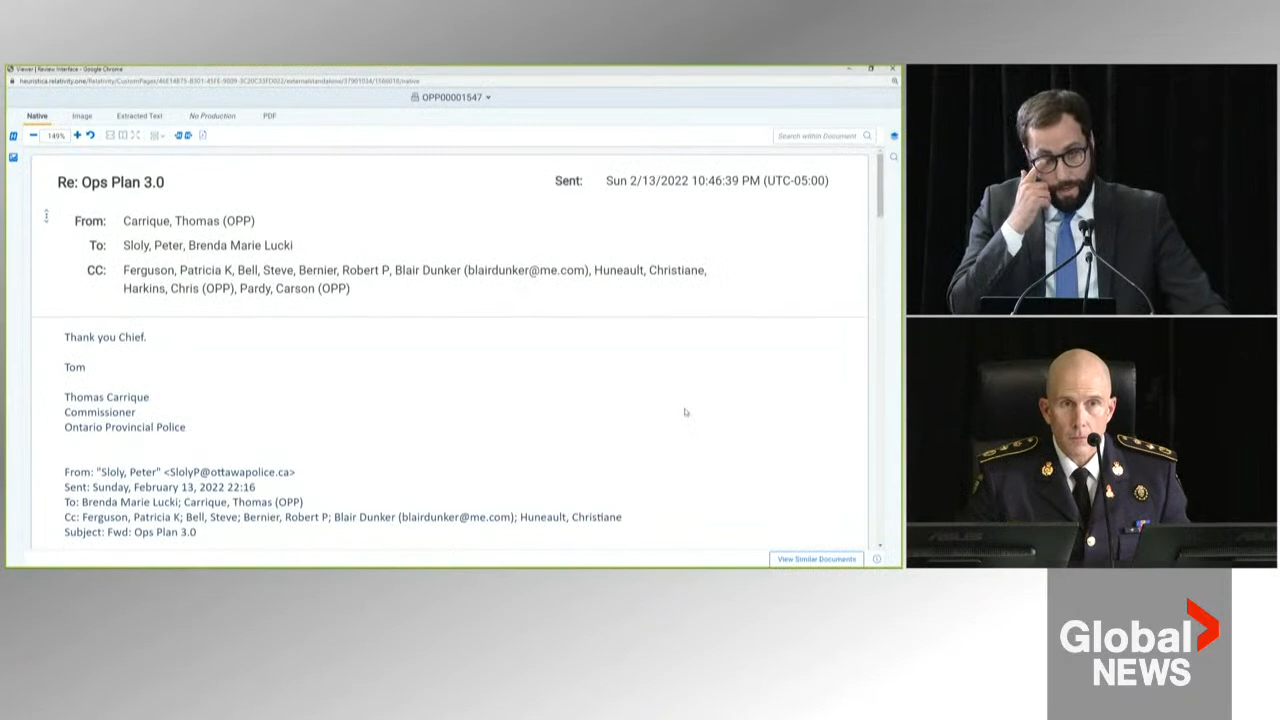 Viewer | Review Interface - Google Chrome
OPP00001547
Native Image Extracted Text No Production PDF
149%
Search within Document
Re: Ops Plan 3.0
Sent: Sun 2/13/2022 10:46:39 PM (UTC-05:00)
From: Carrique, Thomas (OPP)
To: Sloly, Peter, Brenda Marie Lucki
CC: Ferguson, Patricia K, Bell, Steve, Bernier, Robert P, Blair Dunker (blairdunker@me.com), Huneault, Christiane,
Harkins, Chris (OPP), Pardy, Carson (OPP)
Thank you Chief.
Tom
Thomas Carrique
Commissioner
Ontario Provincial Police
From: "Sloly, Peter" <SlolyP@ottawapolice.ca>
Sent: Sunday, February 13, 2022 22:16
To: Brenda Marie Lucki; Carrique, Thomas (OPP)
Cc: Ferguson, Patricia K; Bell, Steve; Bernier, Robert P; Blair Dunker (blairdunker@me.com); Huneault, Christiane
Subject: Fwd: Ops Plan 3.0
View Similar Documents
Global
NEWS